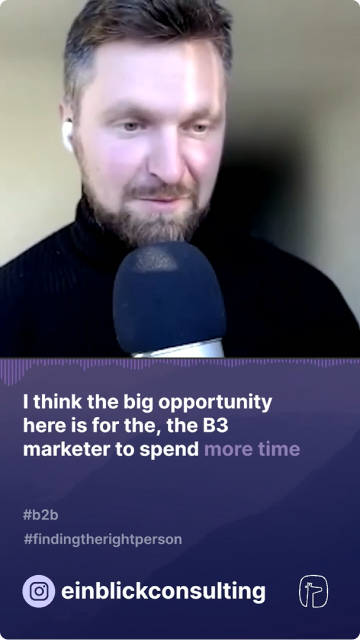 I think the big opportunity
here is for the, the B3
marketer to spend more time
#b2b
#findingtherightperson
einblickconsulting